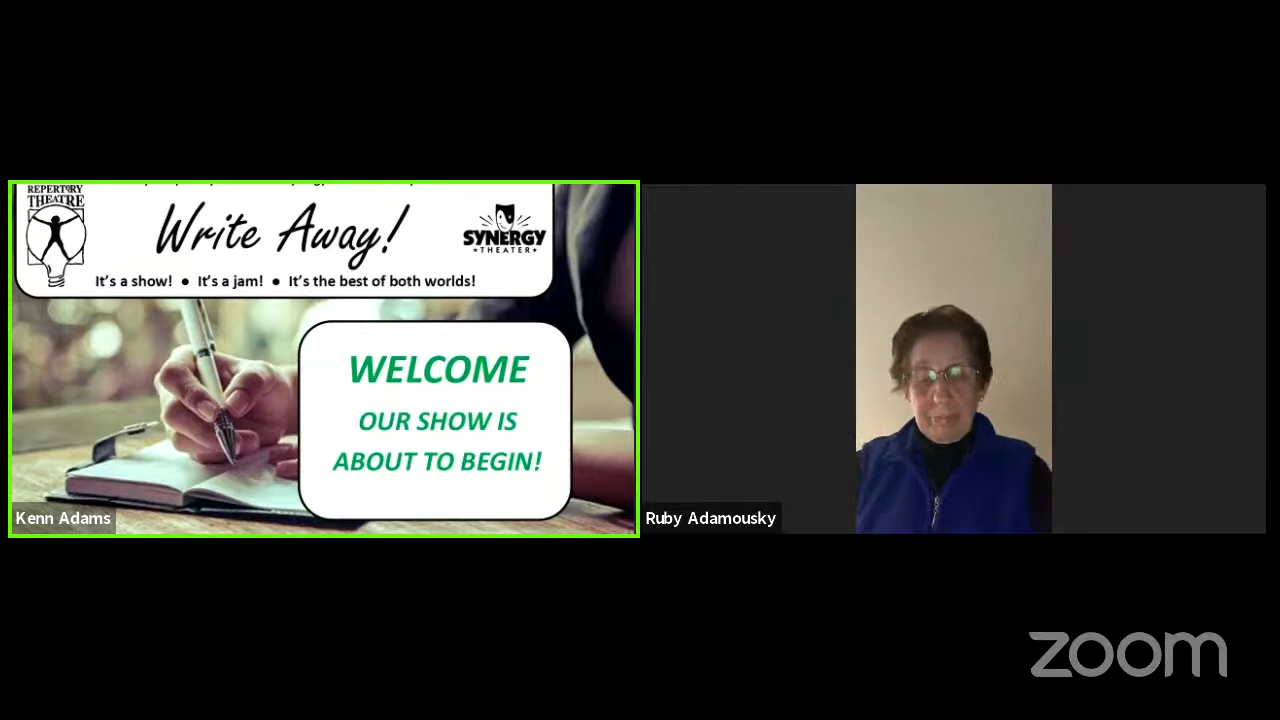 REPERTORY
THEATRE
Write Away!
SYNERGY
THEATER
It's a show! ● It's a jam! ● It's the best of both worlds!
WELCOME
OUR SHOW IS
ABOUT TO BEGIN!
Kenn Adams
Ruby Adamousky
zoom